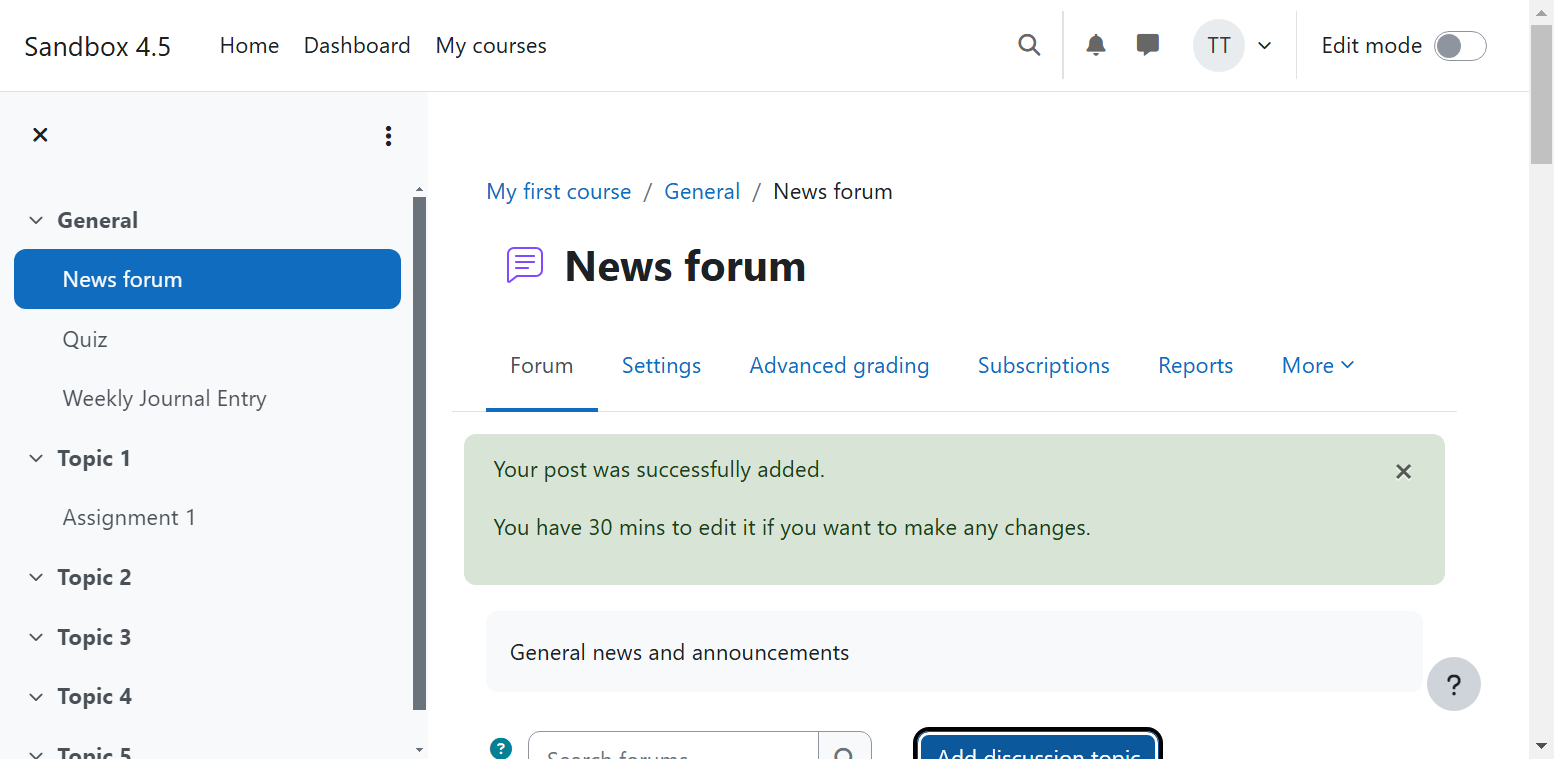 Sandbox 4.5 Home Dashboard My courses TT Edit mode
General
News forum
Quiz
Weekly Journal Entry
Topic 1
Assignment 1
Topic 2
Topic 3
Topic 4
Topic 5
My first course / General / News forum
News forum
Forum Settings Advanced grading Subscriptions Reports More
Your post was successfully added.
You have 30 mins to edit it if you want to make any changes.
General news and announcements
?
? Search forums Add discussion topic